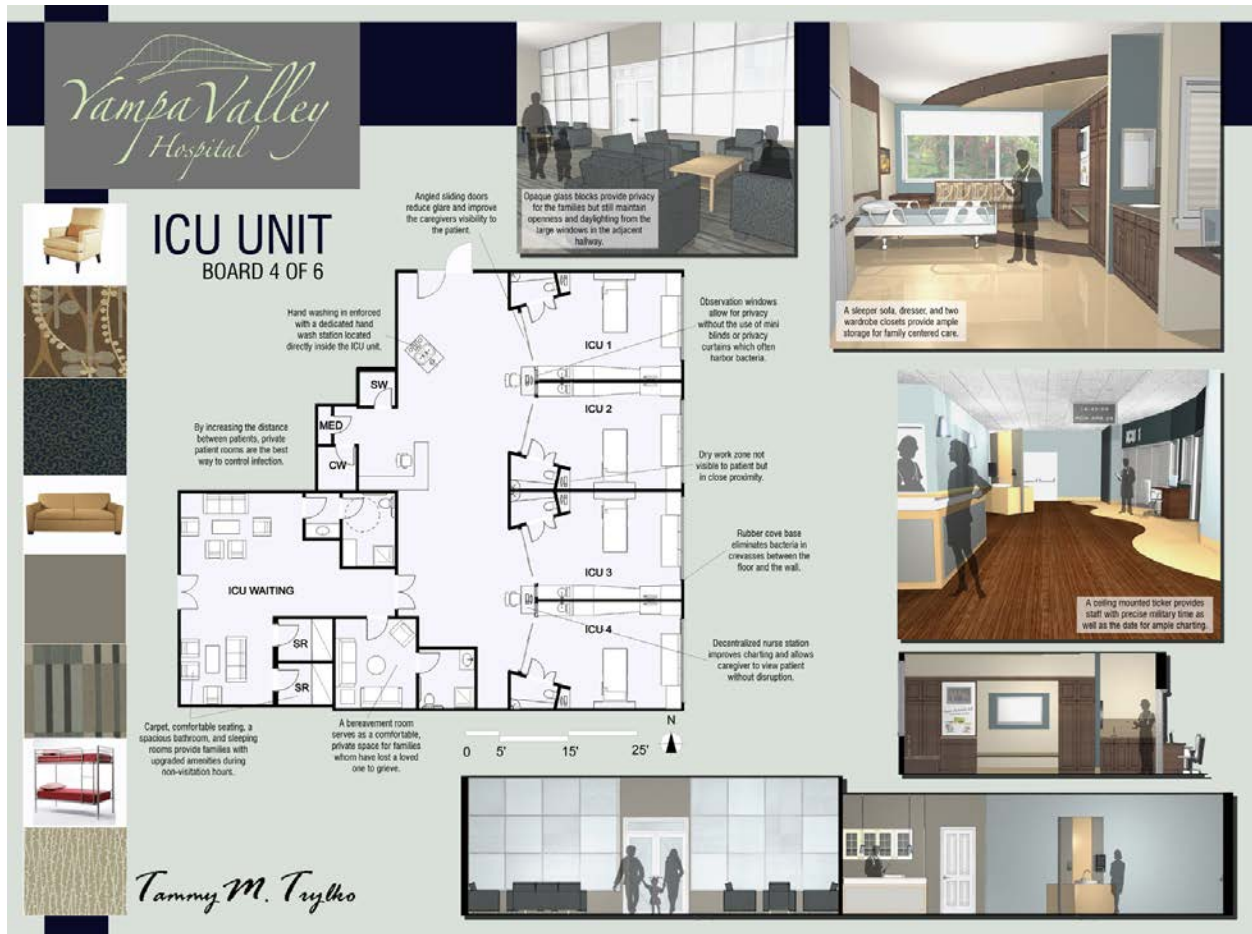 Yampa Valley
Hospital
ICU UNIT
BOARD 4 OF 6
Angled sliding doors
reduce glare and improve
the caregivers visibility to
the patient.
Opaque glass blocks provide privacy
for the families but still maintain
openness and daylighting from the
large windows in the adjacent
hallway.
A sleeper sofa, dresser, and two
wardrobe closets provide ample
storage for family centered care.
Hand washing in enforced
with a dedicated hand
wash station located
directly inside the ICU unit.
Observation windows
allow for privacy
without the use of mini
blinds or privacy
curtains which often
harbor bacteria.
By increasing the distance
between patients, private
patient rooms are the best
way to control infection.
SW
MED
CW
ICU 1
ICU 2
ICU 3
ICU 4
Dry work zone not
visible to patient but
in close proximity.
Rubber cove base
eliminates bacteria in
crevasses between the
floor and the wall.
Decentralized nurse station
improves charting and allows
caregiver to view patient
without disruption.
ICU WAITING
SR
SR
Carpet, comfortable seating, a
spacious bathroom, and sleeping
rooms provide families with
upgraded amenities during
non-visitation hours.
A bereavement room
serves as a comfortable,
private space for families
whom have lost a loved
one to grieve.
0 5' 15' 25'
N
ICU 1
A ceiling mounted ticker provides
staff with precise military time as
well as the date for ample charting.
Tammy M. Trylko